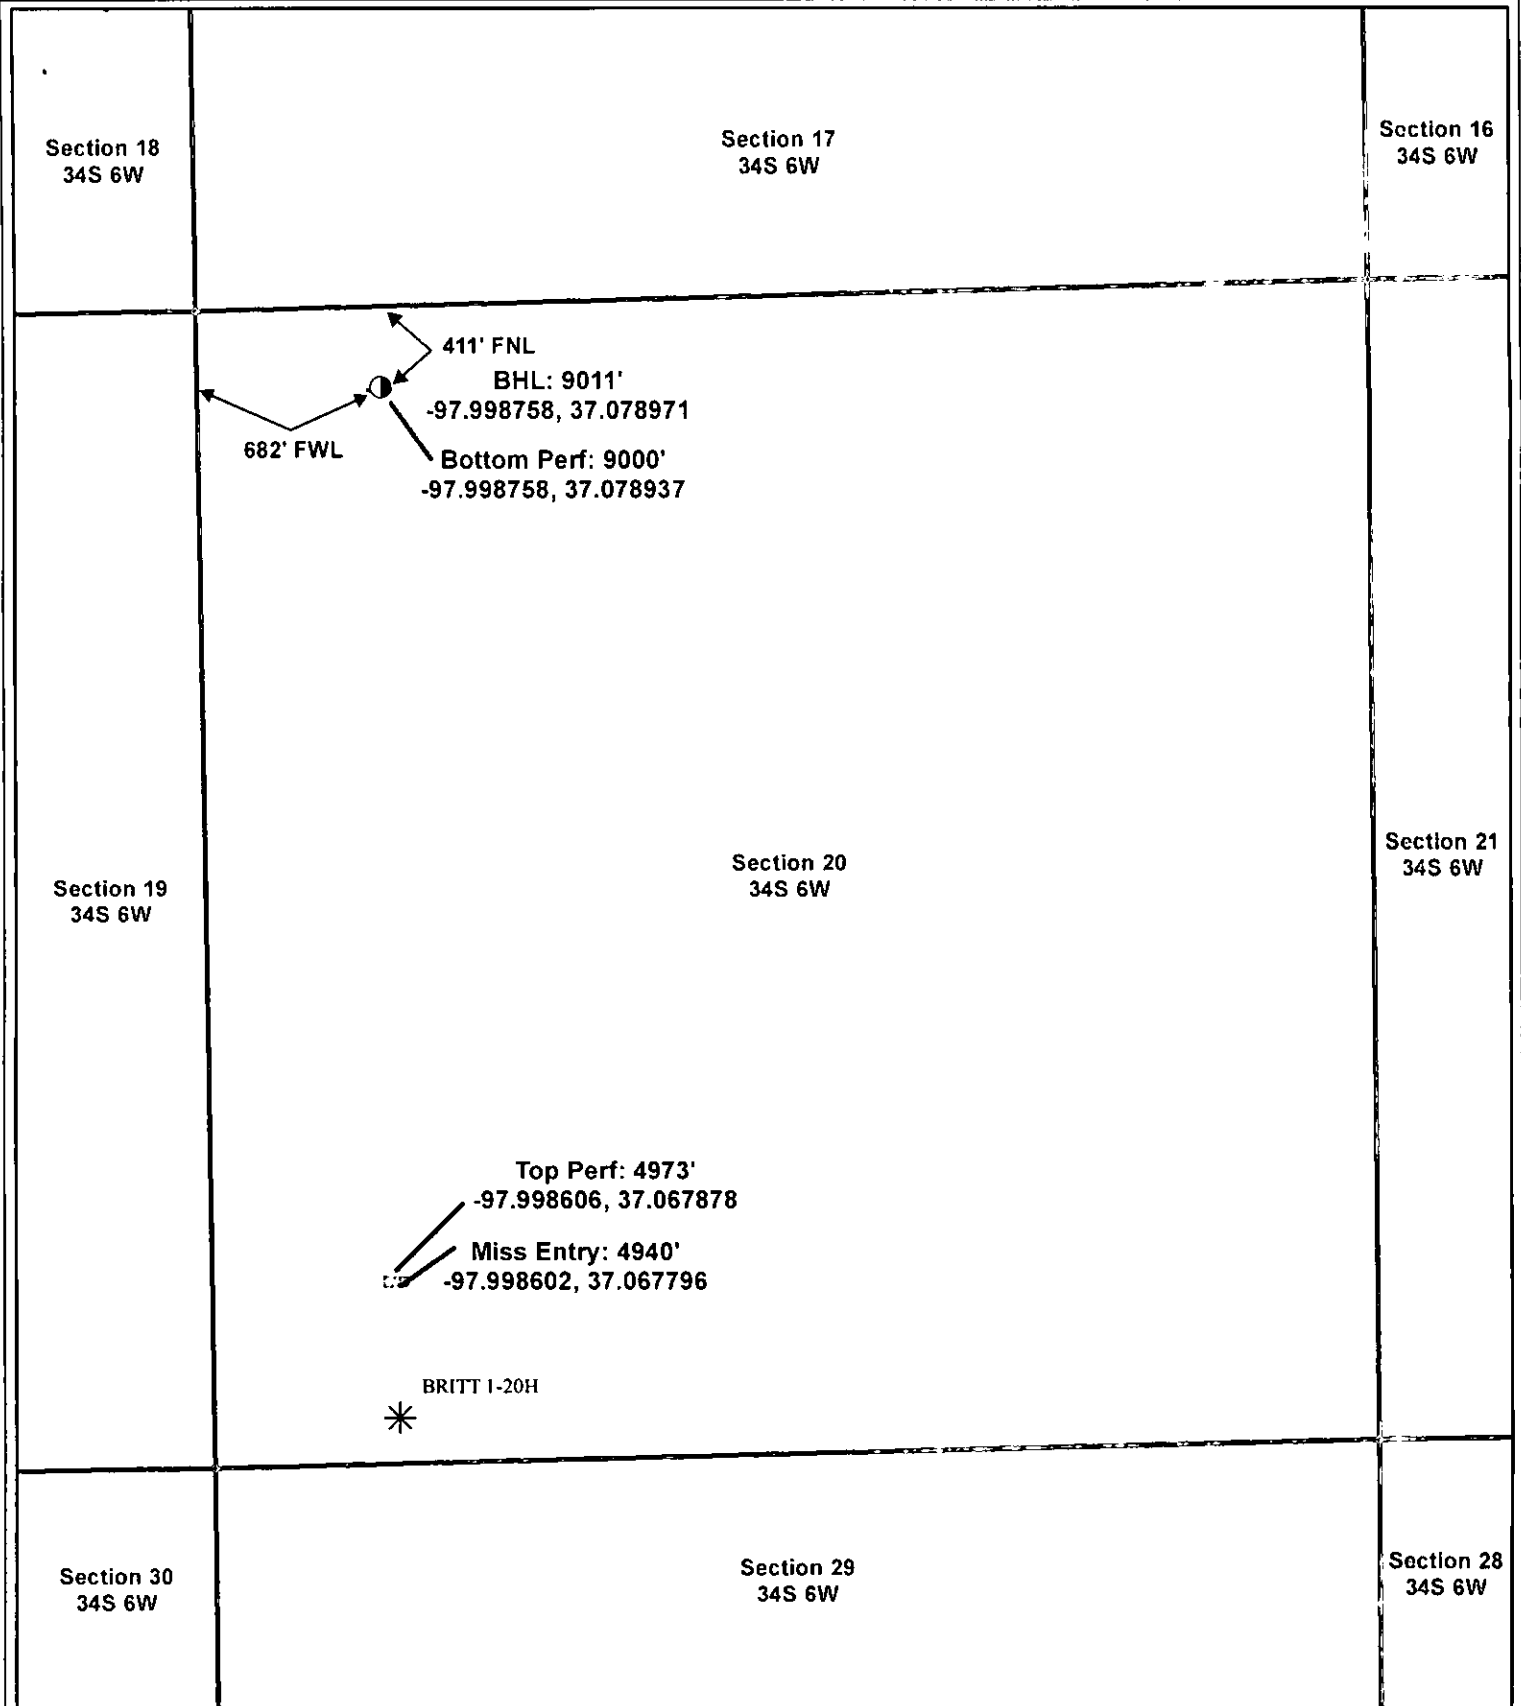 Section 18
34S 6W
Section 17
34S 6W
Section 16
34S 6W
411' FNL
BHL: 9011'
-97.998758, 37.078971
682' FWL
Bottom Perf: 9000'
-97.998758, 37.078937
Section 19
34S 6W
Section 20
34S 6W
Section 21
34S 6W
Top Perf: 4973'
-97.998606, 37.067878
Miss Entry: 4940'
-97.998602, 37.067796
BRITT 1-20H
Section 30
34S 6W
Section 29
34S 6W
Section 28
34S 6W